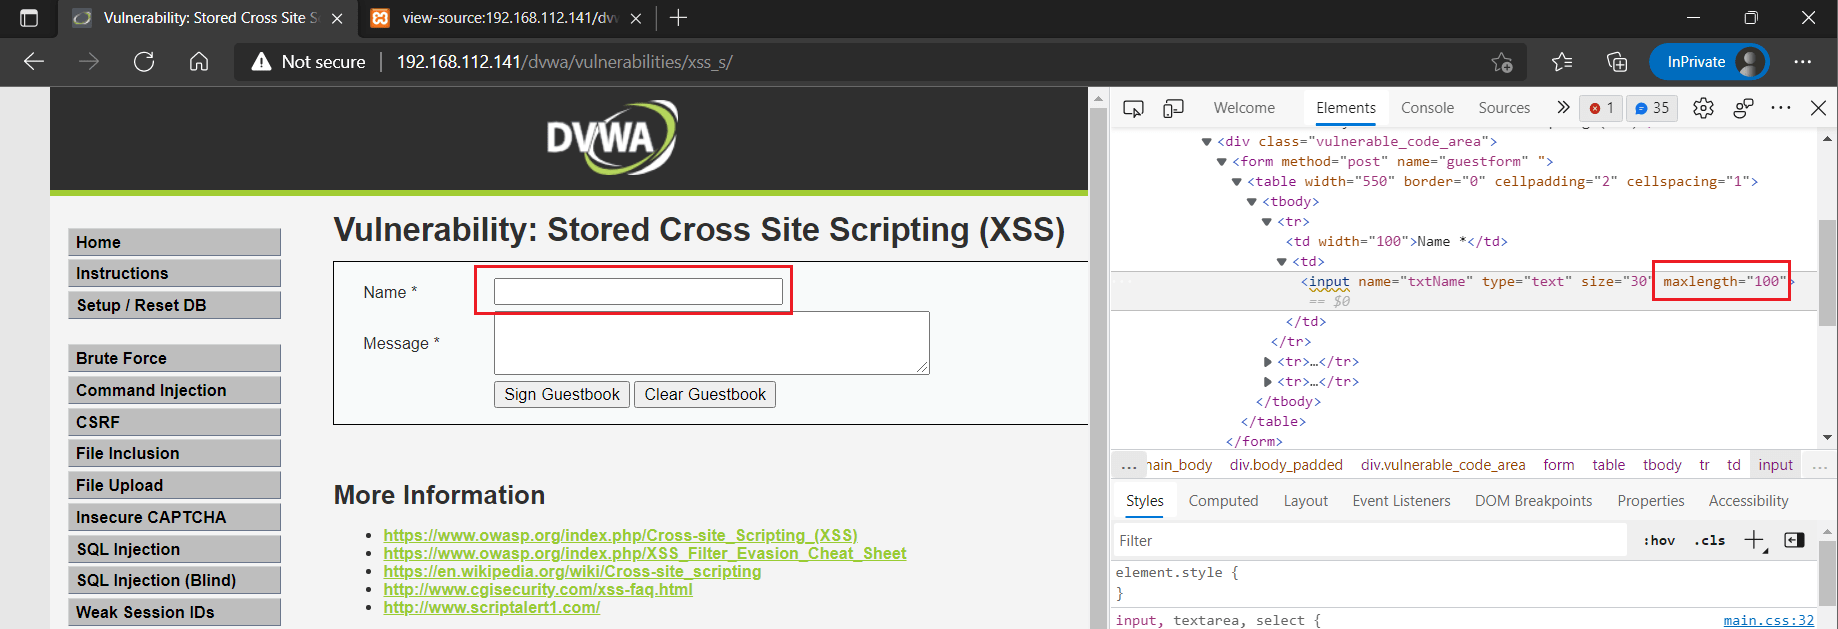 Vulnerability: Stored Cross Site S
view-source:192.168.112.141/dvw
Not secure
192.168.112.141/dvwa/vulnerabilities/xss_s/
InPrivate
DVWA
Home
Instructions
Setup / Reset DB
Brute Force
Command Injection
CSRF
File Inclusion
File Upload
Insecure CAPTCHA
SQL Injection
SQL Injection (Blind)
Weak Session IDs
Vulnerability: Stored Cross Site Scripting (XSS)
Name *
Message *
Sign Guestbook Clear Guestbook
More Information
https://www.owasp.org/index.php/Cross-site_Scripting_(XSS)
https://www.owasp.org/index.php/XSS_Filter_Evasion_Cheat_Sheet
https://en.wikipedia.org/wiki/Cross-site_scripting
http://www.cgisecurity.com/xss-faq.html
http://www.scriptalert1.com/
Welcome Elements Console Sources 1 35
<div class="vulnerable_code_area">
<form method="post" name="guestform" ">
<table width="550" border="0" cellpadding="2" cellspacing="1">
<tbody>
<tr>
<td width="100">Name *</td>
<td>
<input name="txtName" type="text" size="30" maxlength="100">
== $0
</td>
</tr>
<tr>…</tr>
<tr>…</tr>
</tbody>
</table>
</form>
... nain_body div.body_padded div.vulnerable_code_area form table tbody tr td input ...
Styles Computed Layout Event Listeners DOM Breakpoints Properties Accessibility
Filter :hov .cls
element.style {
}
input, textarea, select { main.css:32